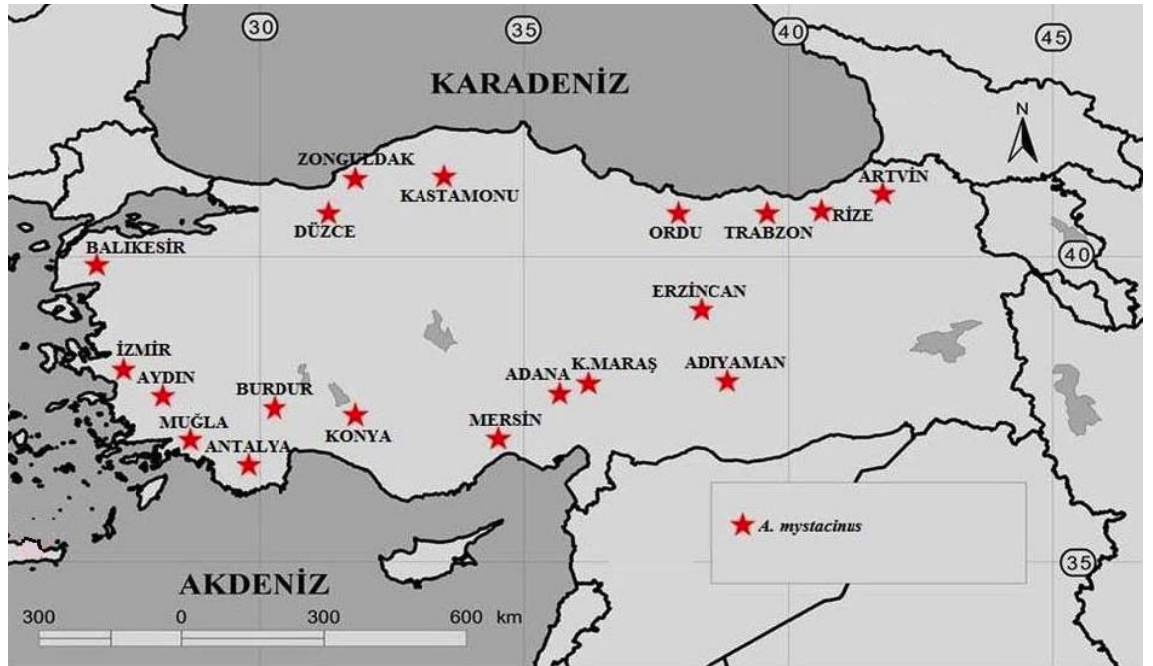 30
35
40
45
KARADENİZ
N
ZONGULDAK
KASTAMONU
ARTVİN
DÜZCE
ORDU
TRABZON
RİZE
BALIKESİR
40
ERZİNCAN
İZMİR
AYDIN
BURDUR
ADANA
K.MARAŞ
ADIYAMAN
MUĞLA
ANTALYA
KONYA
MERSİN
A. mystacinus
35
AKDENİZ
300 0 300 600 km